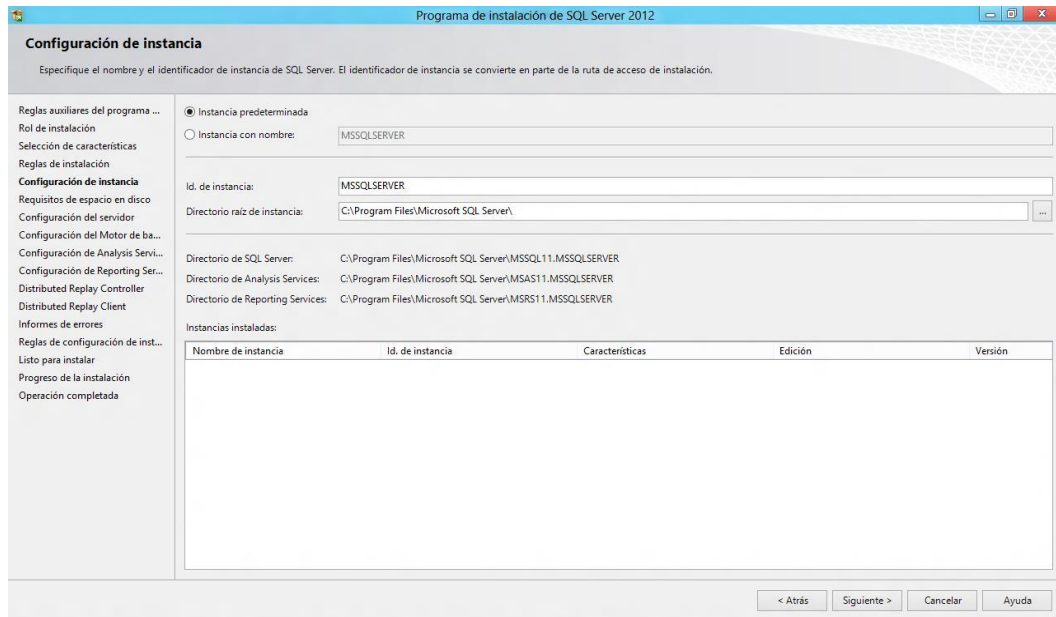 Programa de instalación de SQL Server 2012
Configuración de instancia
Especifique el nombre y el identificador de instancia de SQL Server. El identificador de instancia se convierte en parte de la ruta de acceso de instalación.
Reglas auxiliares del programa ...
Rol de instalación
Selección de características
Reglas de instalación
Configuración de instancia
Requisitos de espacio en disco
Configuración del servidor
Configuración del Motor de ba...
Configuración de Analysis Servi...
Configuración de Reporting Ser...
Distributed Replay Controller
Distributed Replay Client
Informes de errores
Reglas de configuración de inst...
Listo para instalar
Progreso de la instalación
Operación completada
Instancia predeterminada
Instancia con nombre: MSSQLSERVER
Id. de instancia: MSSQLSERVER
Directorio raíz de instancia: C:\Program Files\Microsoft SQL Server\ ...
Directorio de SQL Server: C:\Program Files\Microsoft SQL Server\MSSQL11.MSSQLSERVER
Directorio de Analysis Services: C:\Program Files\Microsoft SQL Server\MSAS11.MSSQLSERVER
Directorio de Reporting Services: C:\Program Files\Microsoft SQL Server\MSRS11.MSSQLSERVER
Instancias instaladas:
Nombre de instancia Id. de instancia Características Edición Versión
< Atrás Siguiente > Cancelar Ayuda